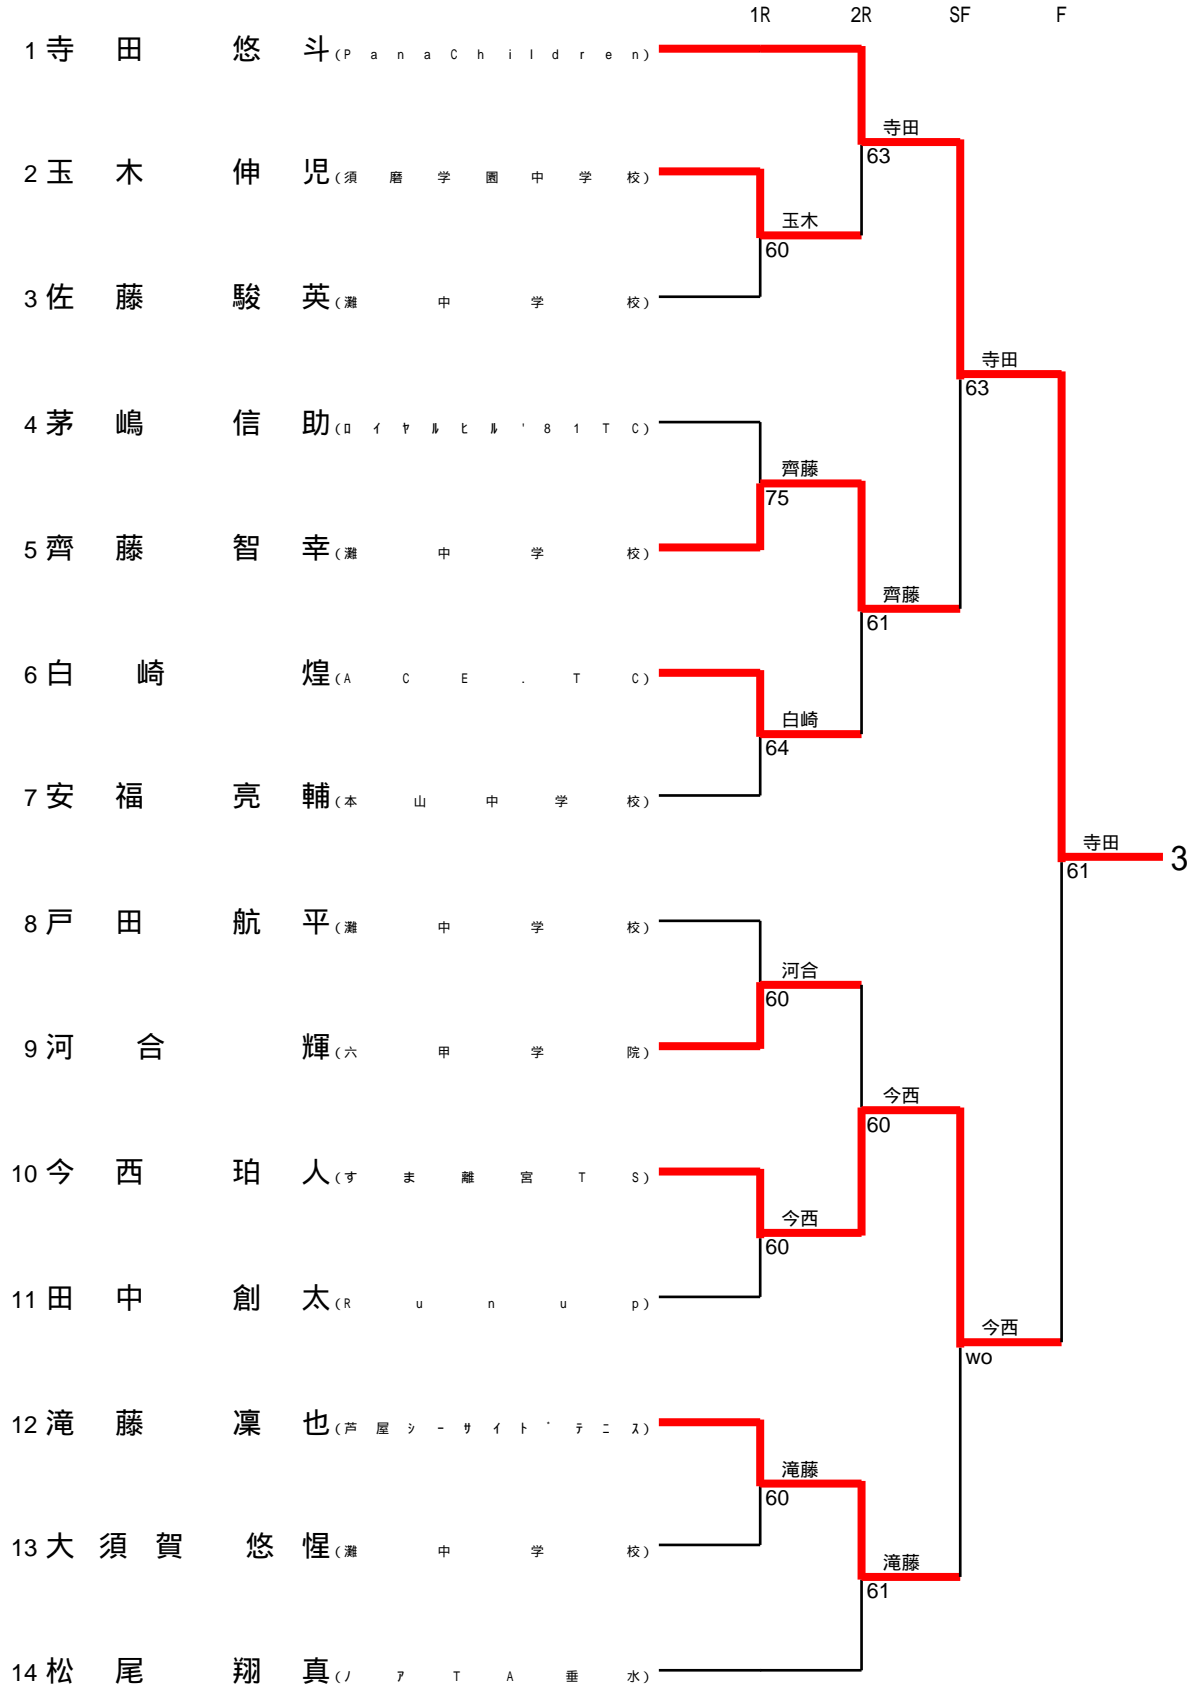 1R 2R SF F
1 寺田 悠斗 (PanaChildren)
寺田
63
2 玉木 伸児 (須磨学園中学校)
玉木
60
3 佐藤 駿英 (灘中学校)
寺田
63
4 茅嶋 信助 (ロイヤルヒル'81TC)
齊藤
75
5 齊藤 智幸 (灘中学校)
齊藤
61
6 白崎 煌 (ACE.TC)
白崎
64
7 安福 亮輔 (本山中学校)
寺田 3
61
8 戸田 航平 (灘中学校)
河合
60
9 河合 輝 (六甲学院)
今西
60
10 今西 珀人 (すま離宮TS)
今西
60
11 田中 創太 (Runup)
今西
wo
12 滝藤 凜也 (芦屋シーサイド・テニス)
滝藤
60
13 大須賀 悠惺 (灘中学校)
滝藤
61
14 松尾 翔真 (ノアTA垂水)